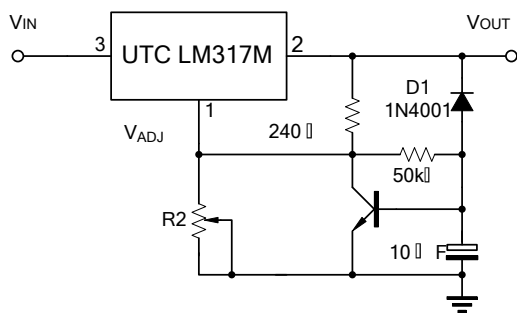 VIN
VOUT
3
UTC LM317M
2
D1
1N4001
1
VADJ
240 ▯
50k▯
R2
10▯ F